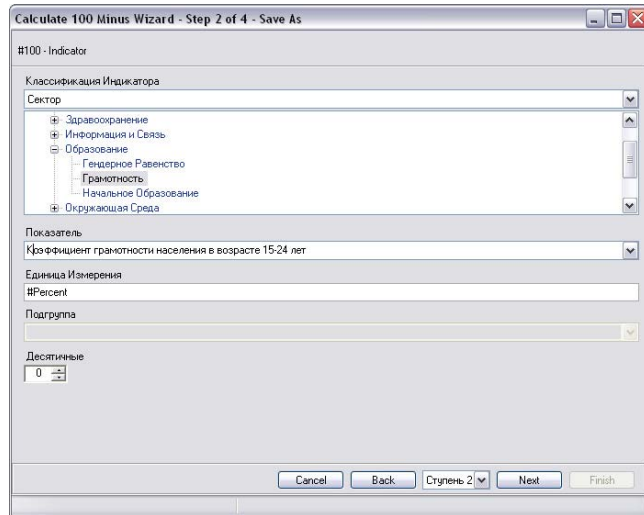 Calculate 100 Minus Wizard - Step 2 of 4 - Save As
#100 - Indicator
Классификация Индикатора
Сектор
Здравоохранение
Информация и Связь
Образование
Гендерное Равенство
Грамотность
Начальное Образование
Окружающая Среда
Показатель
Коэффициент грамотности населения в возрасте 15-24 лет
Единица Измерения
#Percent
Подгруппа
Десятичные
0
Cancel Back Ступень 2 Next Finish